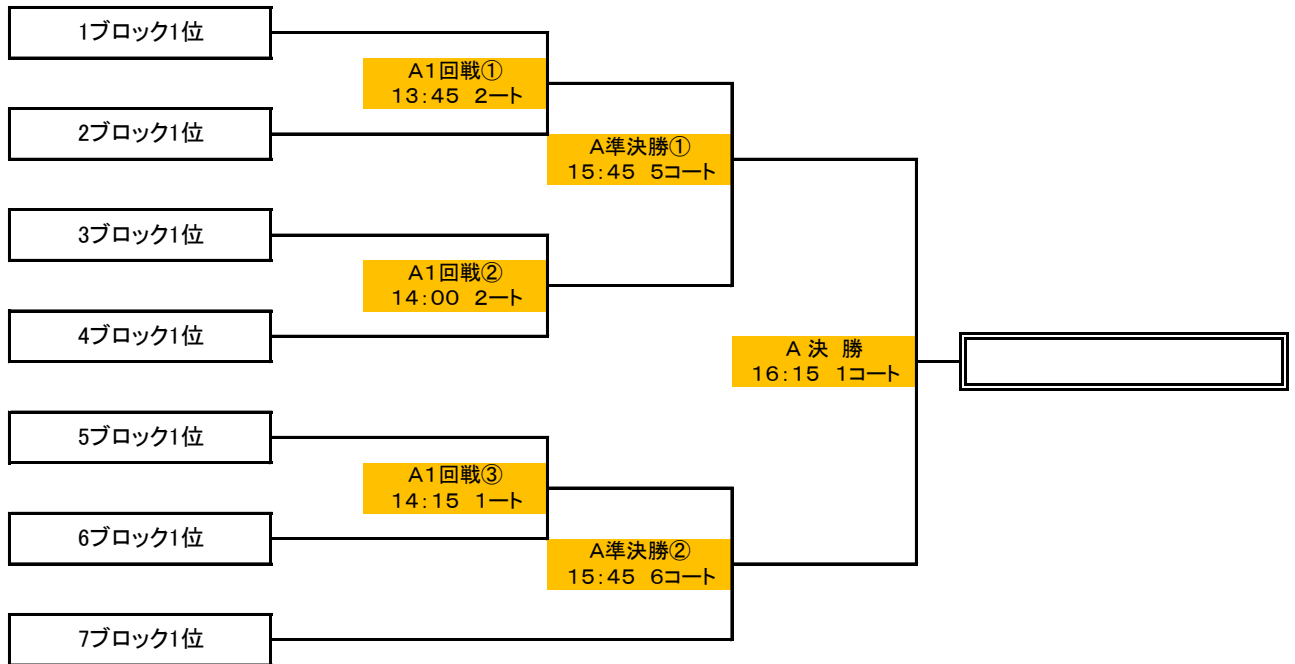 1ブロック1位
A1回戦①
13:45 2ート
2ブロック1位
A準決勝①
15:45 5コート
3ブロック1位
A1回戦②
14:00 2ート
4ブロック1位
A 決 勝
16:15 1コート
5ブロック1位
A1回戦③
14:15 1ート
6ブロック1位
A準決勝②
15:45 6コート
7ブロック1位